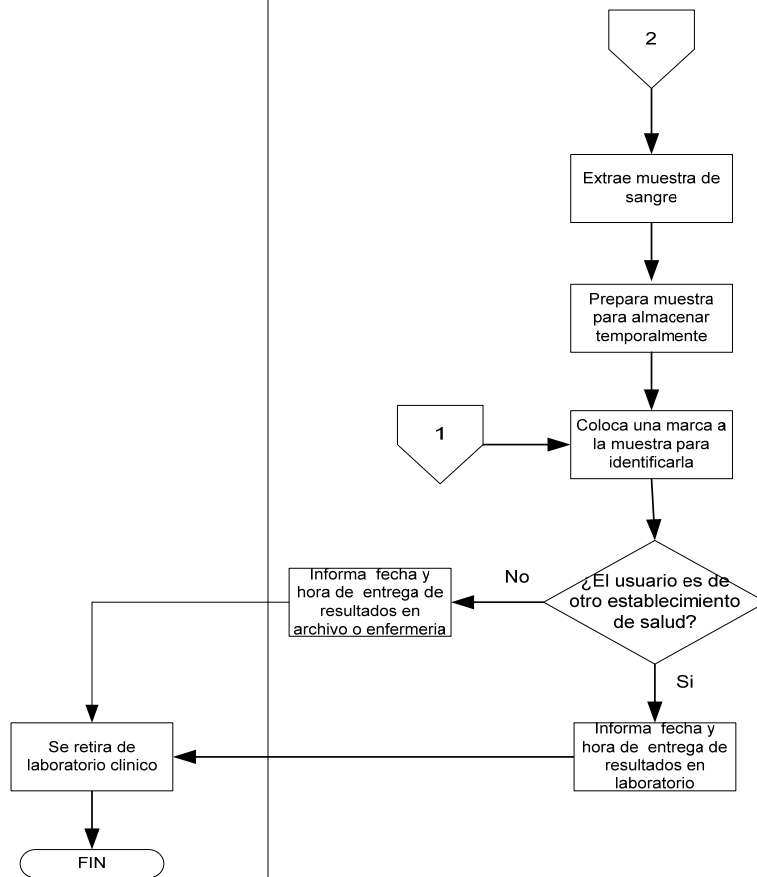 2
Extrae muestra de
sangre
Prepara muestra
para almacenar
temporalmente
1
Coloca una marca a
la muestra para
identificarla
¿El usuario es de
otro establecimiento
de salud?
No
Informa fecha y
hora de entrega de
resultados en
archivo o enfermeria
Si
Informa fecha y
hora de entrega de
resultados en
laboratorio
Se retira de
laboratorio clinico
FIN